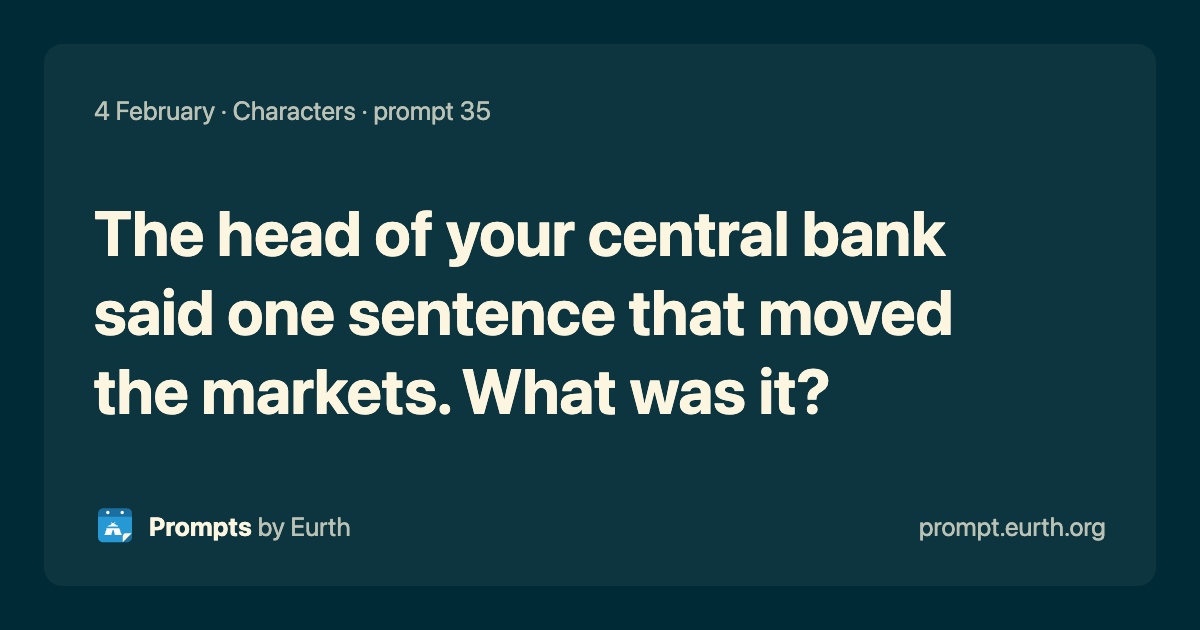 4 February · Characters · prompt 35
The head of your central bank
said one sentence that moved
the markets. What was it?
Prompts by Eurth
prompt.eurth.org